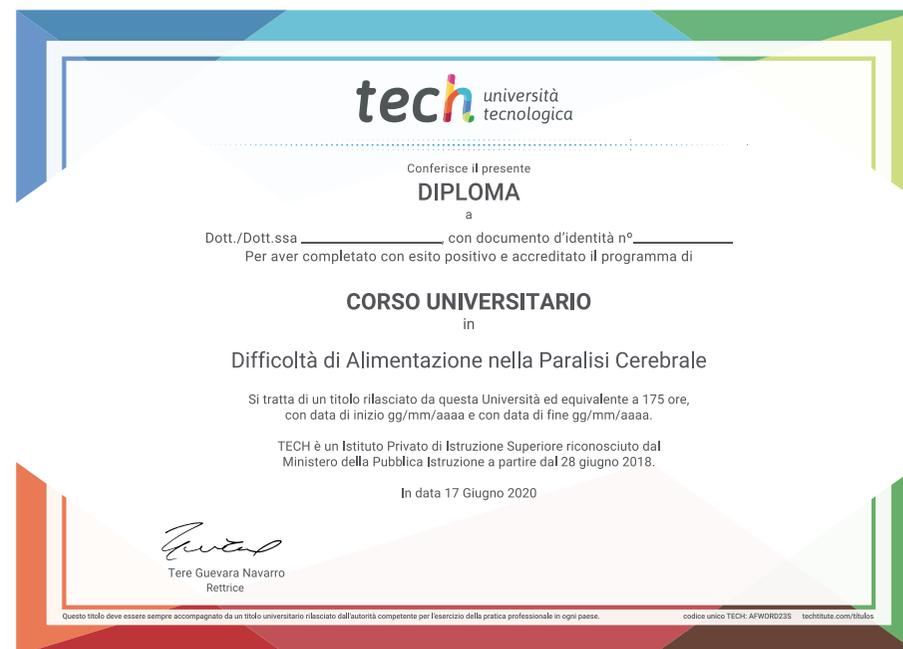 tech università
tecnologica
Conferisce il presente
DIPLOMA
a
Dott./Dott.ssa ____________________, con documento d'identità nº______________
Per aver completato con esito positivo e accreditato il programma di
CORSO UNIVERSITARIO
in
Difficoltà di Alimentazione nella Paralisi Cerebrale
Si tratta di un titolo rilasciato da questa Università ed equivalente a 175 ore,
con data di inizio gg/mm/aaaa e con data di fine gg/mm/aaaa.
TECH è un Istituto Privato di Istruzione Superiore riconosciuto dal
Ministero della Pubblica Istruzione a partire dal 28 giugno 2018.
In data 17 Giugno 2020
Tere Guevara Navarro
Rettrice
Questo titolo deve essere sempre accompagnato da un titolo universitario rilasciato dall'autorità competente per l'esercizio della pratica professionale in ogni paese. codice unico TECH: AFWORD23S techtitute.com/titulos